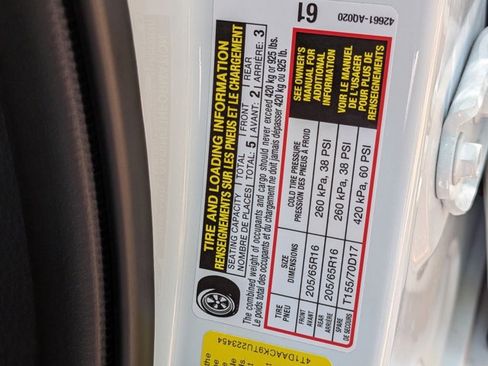 42661-AQ020
61
TIRE AND LOADING INFORMATION
RENSEIGNEMENTS SUR LES PNEUS ET LE CHARGEMENT
SEATING CAPACITY | TOTAL | FRONT | REAR
NOMBRE DE PLACES | TOTAL: 5 | AVANT: 2 | ARRIÈRE: 3
The combined weight of occupants and cargo should never exceed 420 kg or 925 lbs.
Le poids total des occupants et du chargement ne doit jamais dépasser 420 kg ou 925 lb.
TIRE SIZE COLD TIRE PRESSURE SEE OWNER'S
PNEU DIMENSIONS PRESSION DES PNEUS À FROID MANUAL FOR
ADDITIONAL
INFORMATION
FRONT
AVANT 205/65R16 260 kPa, 38 PSI
REAR
ARRIÈRE 205/65R16 260 kPa, 38 PSI
SPARE
DE SECOURS T155/70D17 420 kPa, 60 PSI
VOIR LE MANUEL
DE L'USAGER
POUR PLUS DE
RENSEIGNEMENTS
4T1DAACK9TU223454